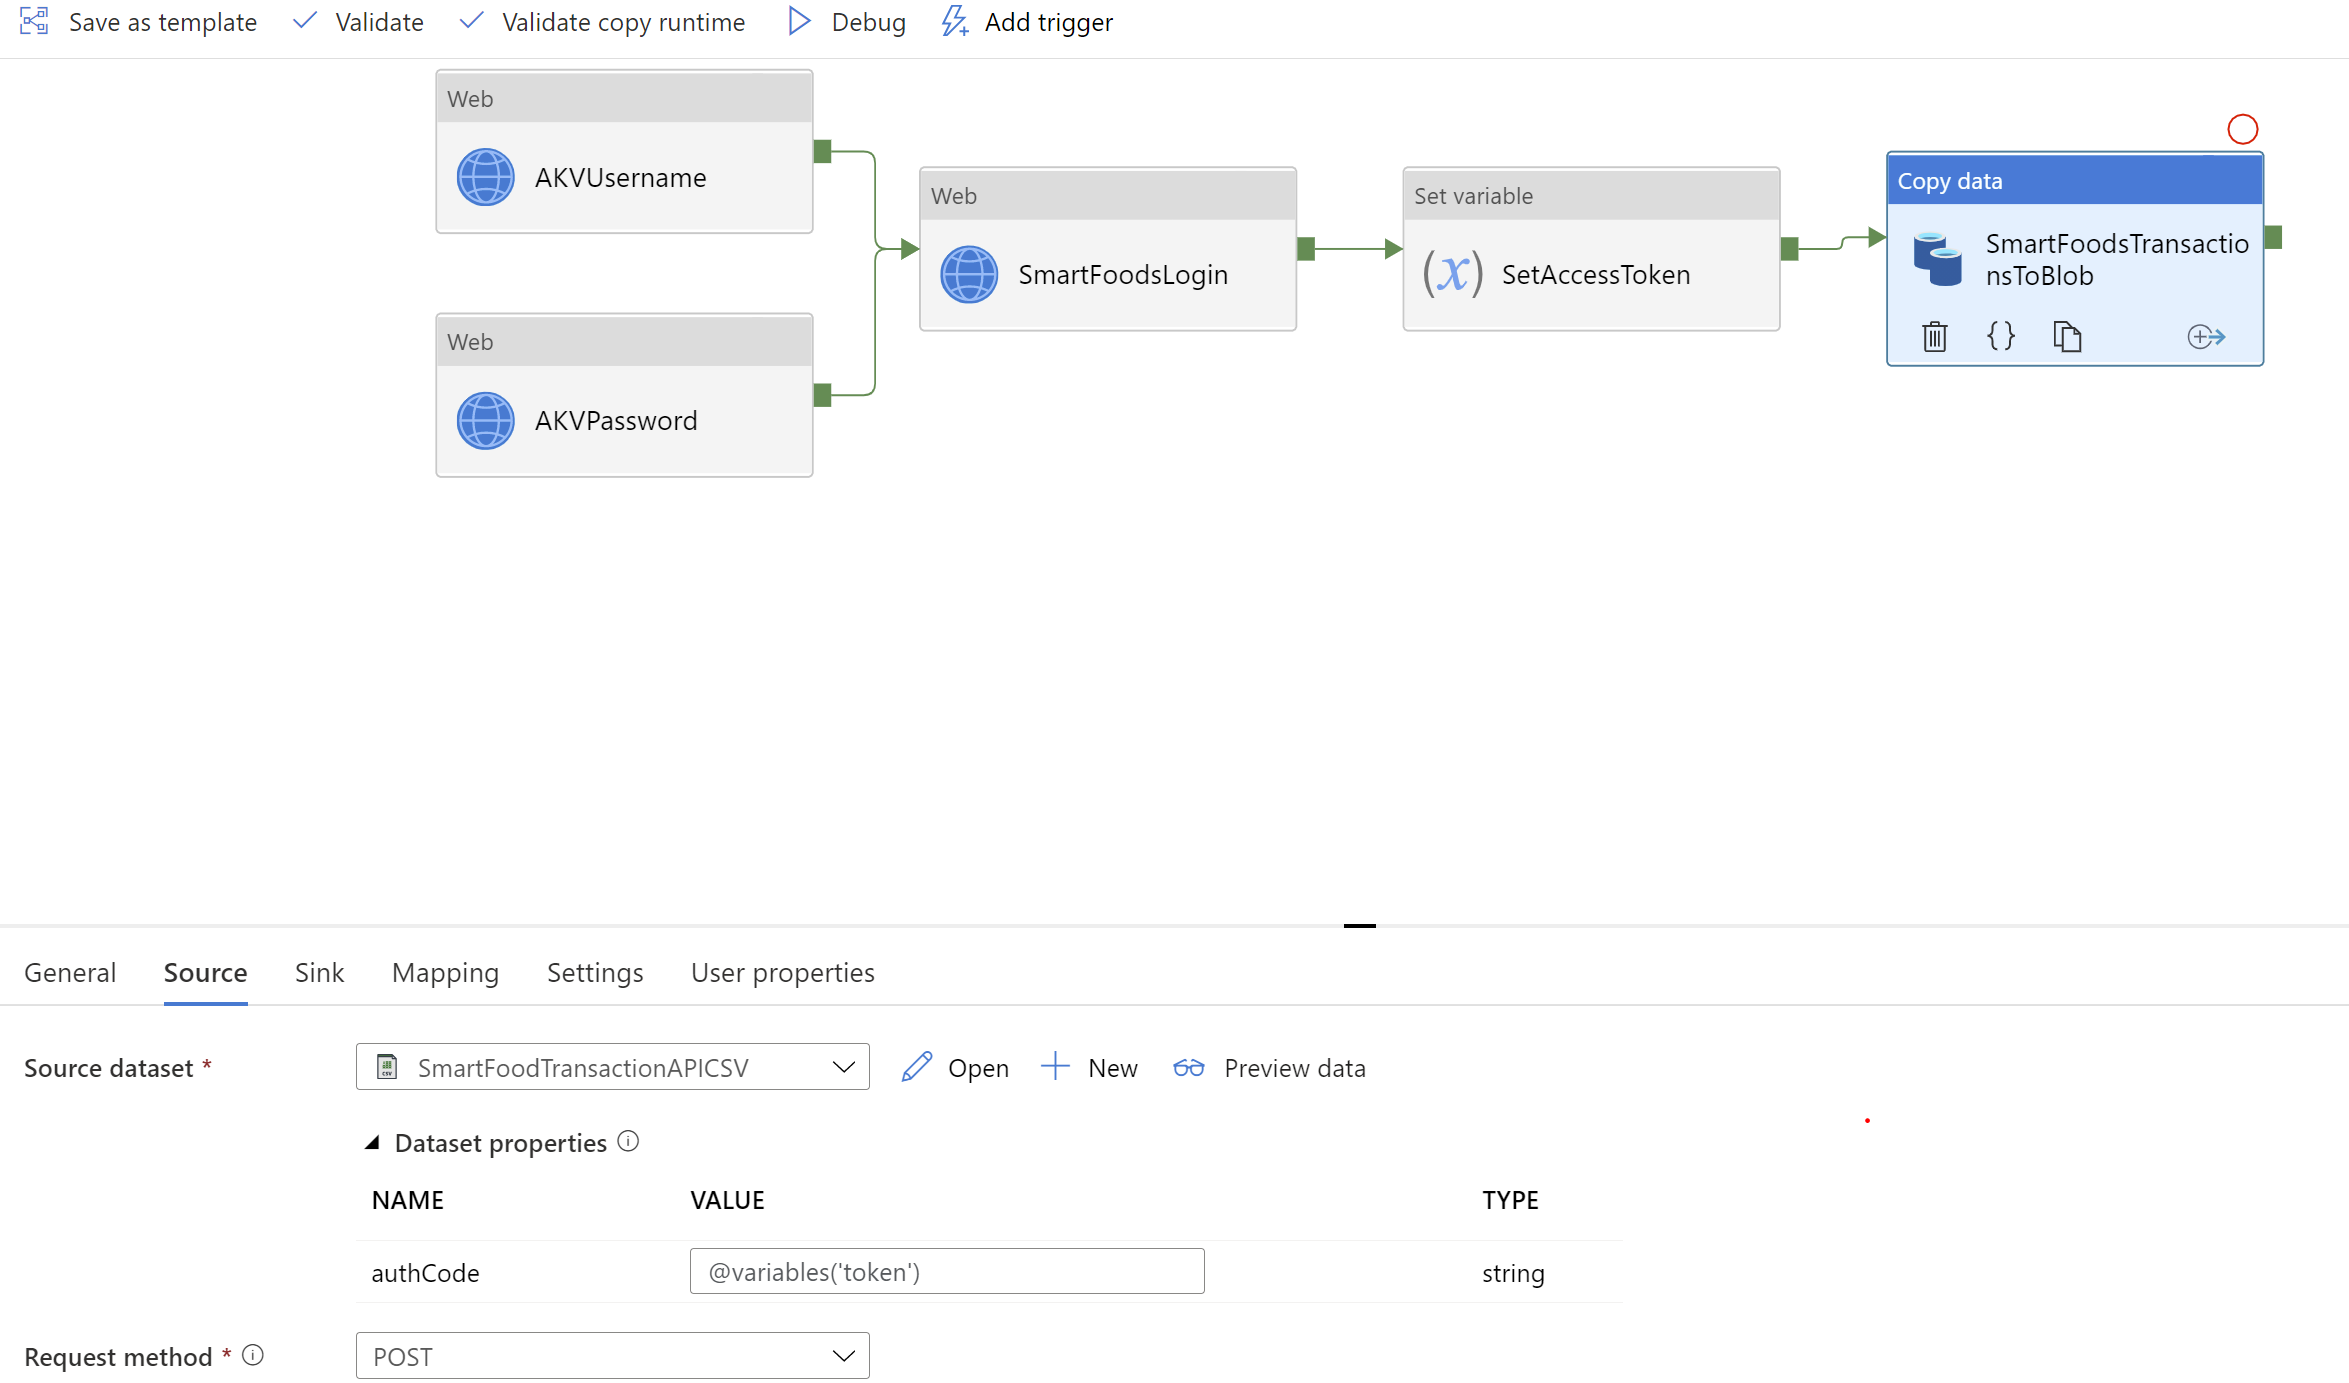 Save as template Validate Validate copy runtime Debug Add trigger
Web
AKVUsername
Web
AKVPassword
Web
SmartFoodsLogin
Set variable
(x) SetAccessToken
Copy data
SmartFoodsTransactio
nsToBlob
{}
General Source Sink Mapping Settings User properties
Source dataset * CSV SmartFoodTransactionAPICSV Open New Preview data
Dataset properties
NAME VALUE TYPE
authCode @variables('token') string
Request method * POST